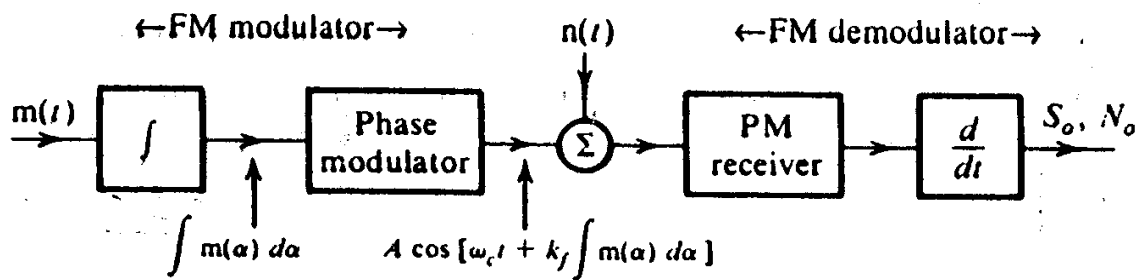 ←FM modulator→
n(t)
←FM demodulator→
m(t)
∫
Phase
modulator
Σ
PM
receiver
d
dt
S_o, N_o
∫ m(α) dα
A cos [ω_c t + k_f ∫ m(α) dα]